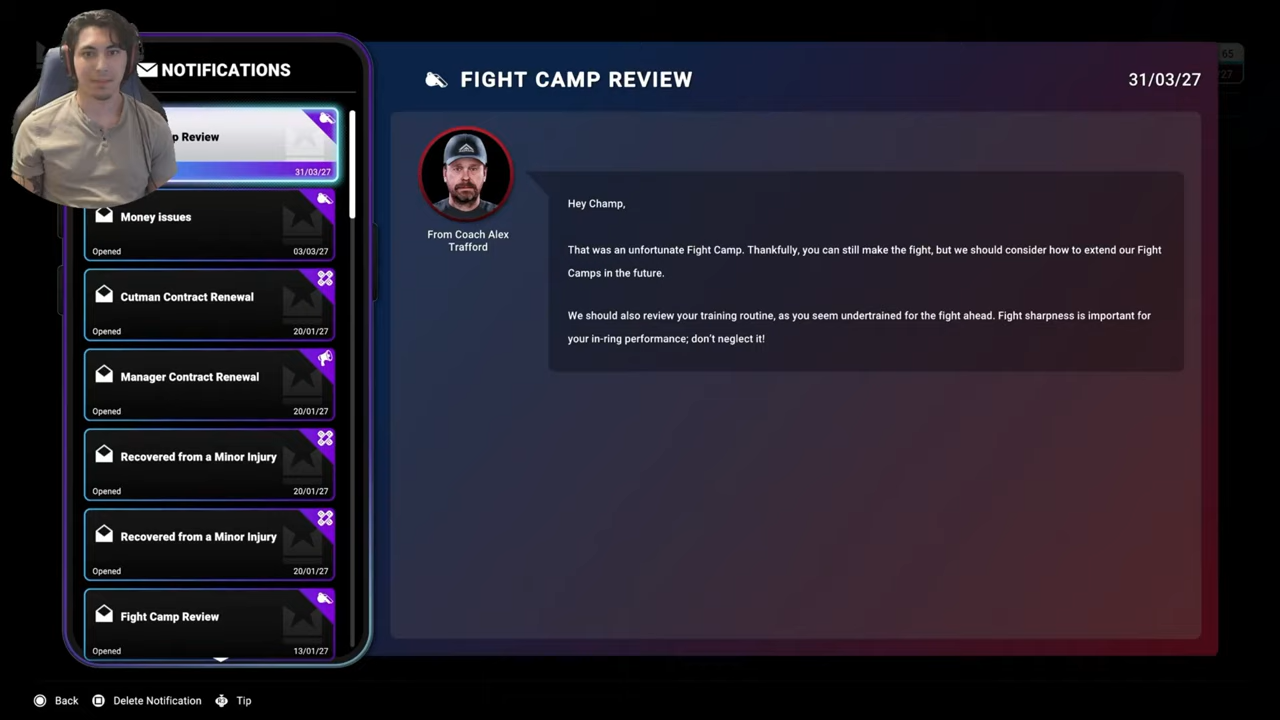 NOTIFICATIONS
p Review
31/03/27
Money issues
Opened
03/03/27
Cutman Contract Renewal
Opened
20/01/27
Manager Contract Renewal
Opened
20/01/27
Recovered from a Minor Injury
Opened
20/01/27
Recovered from a Minor Injury
Opened
20/01/27
Fight Camp Review
Opened
13/01/27
FIGHT CAMP REVIEW
31/03/27
65
/27
From Coach Alex
Trafford
Hey Champ,
That was an unfortunate Fight Camp. Thankfully, you can still make the fight, but we should consider how to extend our Fight
Camps in the future.
We should also review your training routine, as you seem undertrained for the fight ahead. Fight sharpness is important for
your in-ring performance; don't neglect it!
Back
Delete Notification
R3
Tip